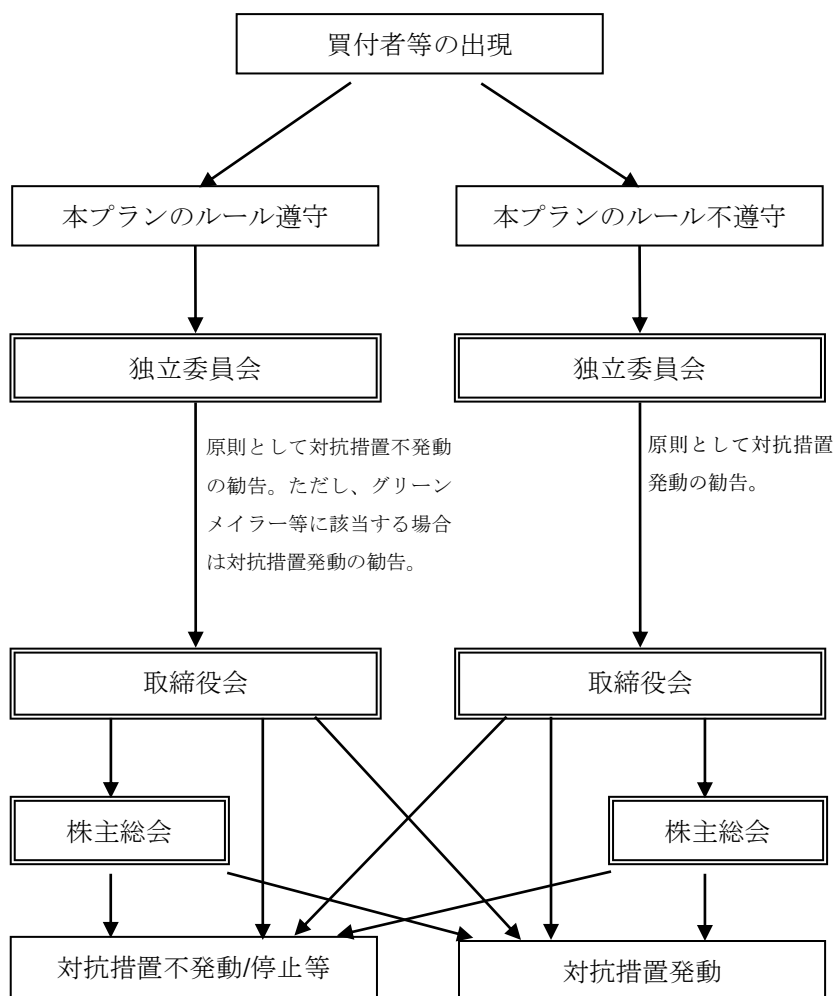 買付者等の出現
本プランのルール遵守
本プランのルール不遵守
独立委員会
独立委員会
原則として対抗措置不発動
の勧告。ただし、グリーン
メイラー等に該当する場合
は対抗措置発動の勧告。
原則として対抗措置
発動の勧告。
取締役会
取締役会
株主総会
株主総会
対抗措置不発動/停止等
対抗措置発動